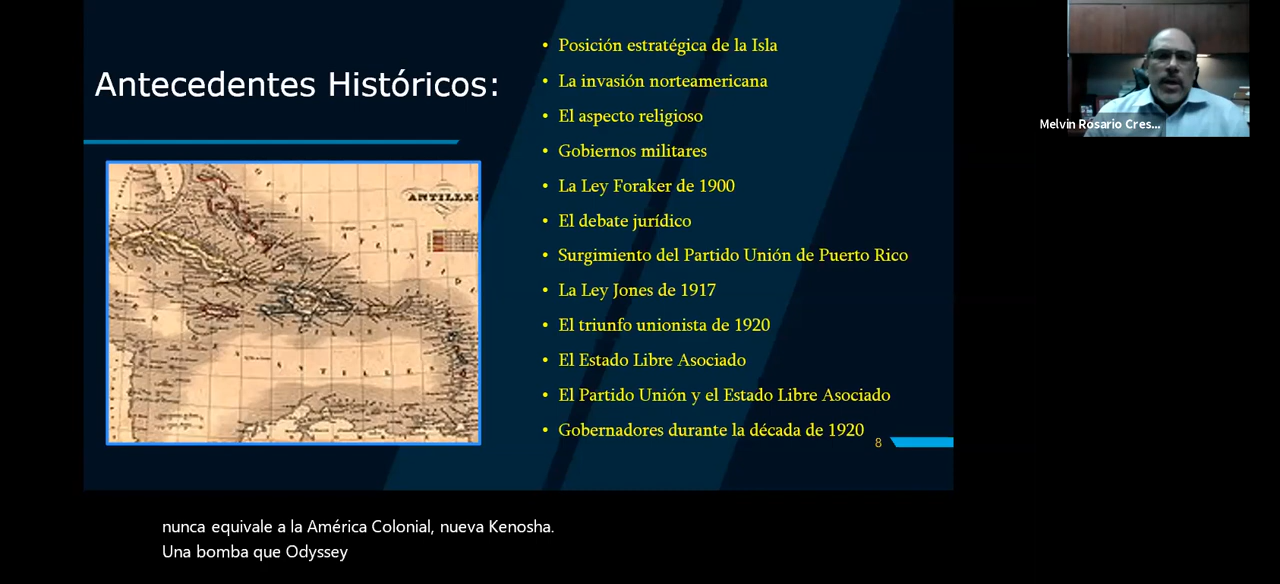 Antecedentes Históricos:
ANTILLES
• Posición estratégica de la Isla
• La invasión norteamericana
• El aspecto religioso
• Gobiernos militares
• La Ley Foraker de 1900
• El debate jurídico
• Surgimiento del Partido Unión de Puerto Rico
• La Ley Jones de 1917
• El triunfo unionista de 1920
• El Estado Libre Asociado
• El Partido Unión y el Estado Libre Asociado
• Gobernadores durante la década de 1920
8
Melvin Rosario Cres...
nunca equivale a la América Colonial, nueva Kenosha.
Una bomba que Odyssey